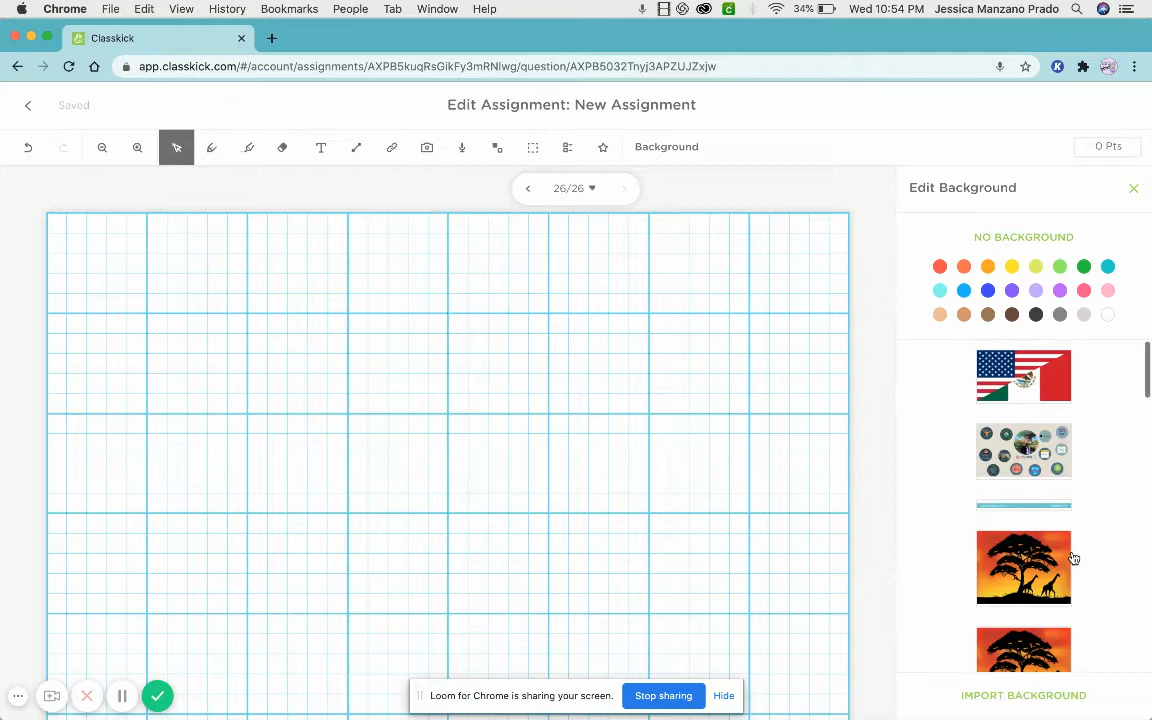 Chrome File Edit View History Bookmarks People Tab Window Help 34% Wed 10:54 PM Jessica Manzano Prado
Classkick
app.classkick.com/#/account/assignments/AXPB5kuqRsGikFy3mRNlwg/question/AXPB5032Tnyj3APZUJZxjw
Saved Edit Assignment: New Assignment
T Background 0 Pts
26/26
Edit Background
NO BACKGROUND
IMPORT BACKGROUND
Loom for Chrome is sharing your screen. Stop sharing Hide